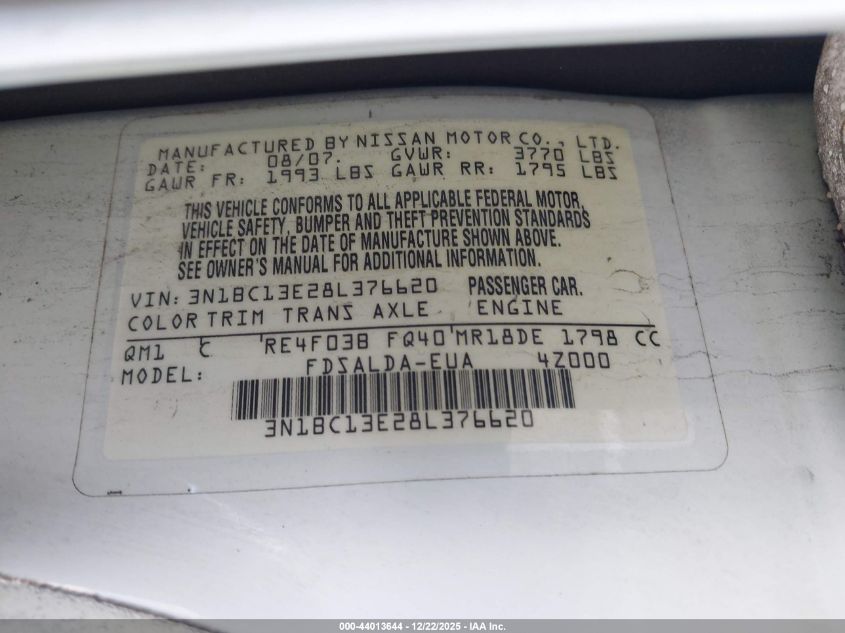 MANUFACTURED BY NISSAN MOTOR CO., LTD.
DATE: 08/07. GVWR: 3770 LBS
GAWR FR: 1993 LBS GAWR RR: 1795 LBS
THIS VEHICLE CONFORMS TO ALL APPLICABLE FEDERAL MOTOR
VEHICLE SAFETY, BUMPER AND THEFT PREVENTION STANDARDS
IN EFFECT ON THE DATE OF MANUFACTURE SHOWN ABOVE.
SEE OWNER'S MANUAL FOR ADDITIONAL INFORMATION.
VIN: 3N1BC13E28L376620 PASSENGER CAR.
COLOR TRIM TRANS AXLE ENGINE
QM1 C RE4F03B FQ40 MR18DE 1798 CC
MODEL: FDSALDA-EUA 4Z000
3N1BC13E28L376620
000-44013644 | 12/22/2025 - IAA Inc.